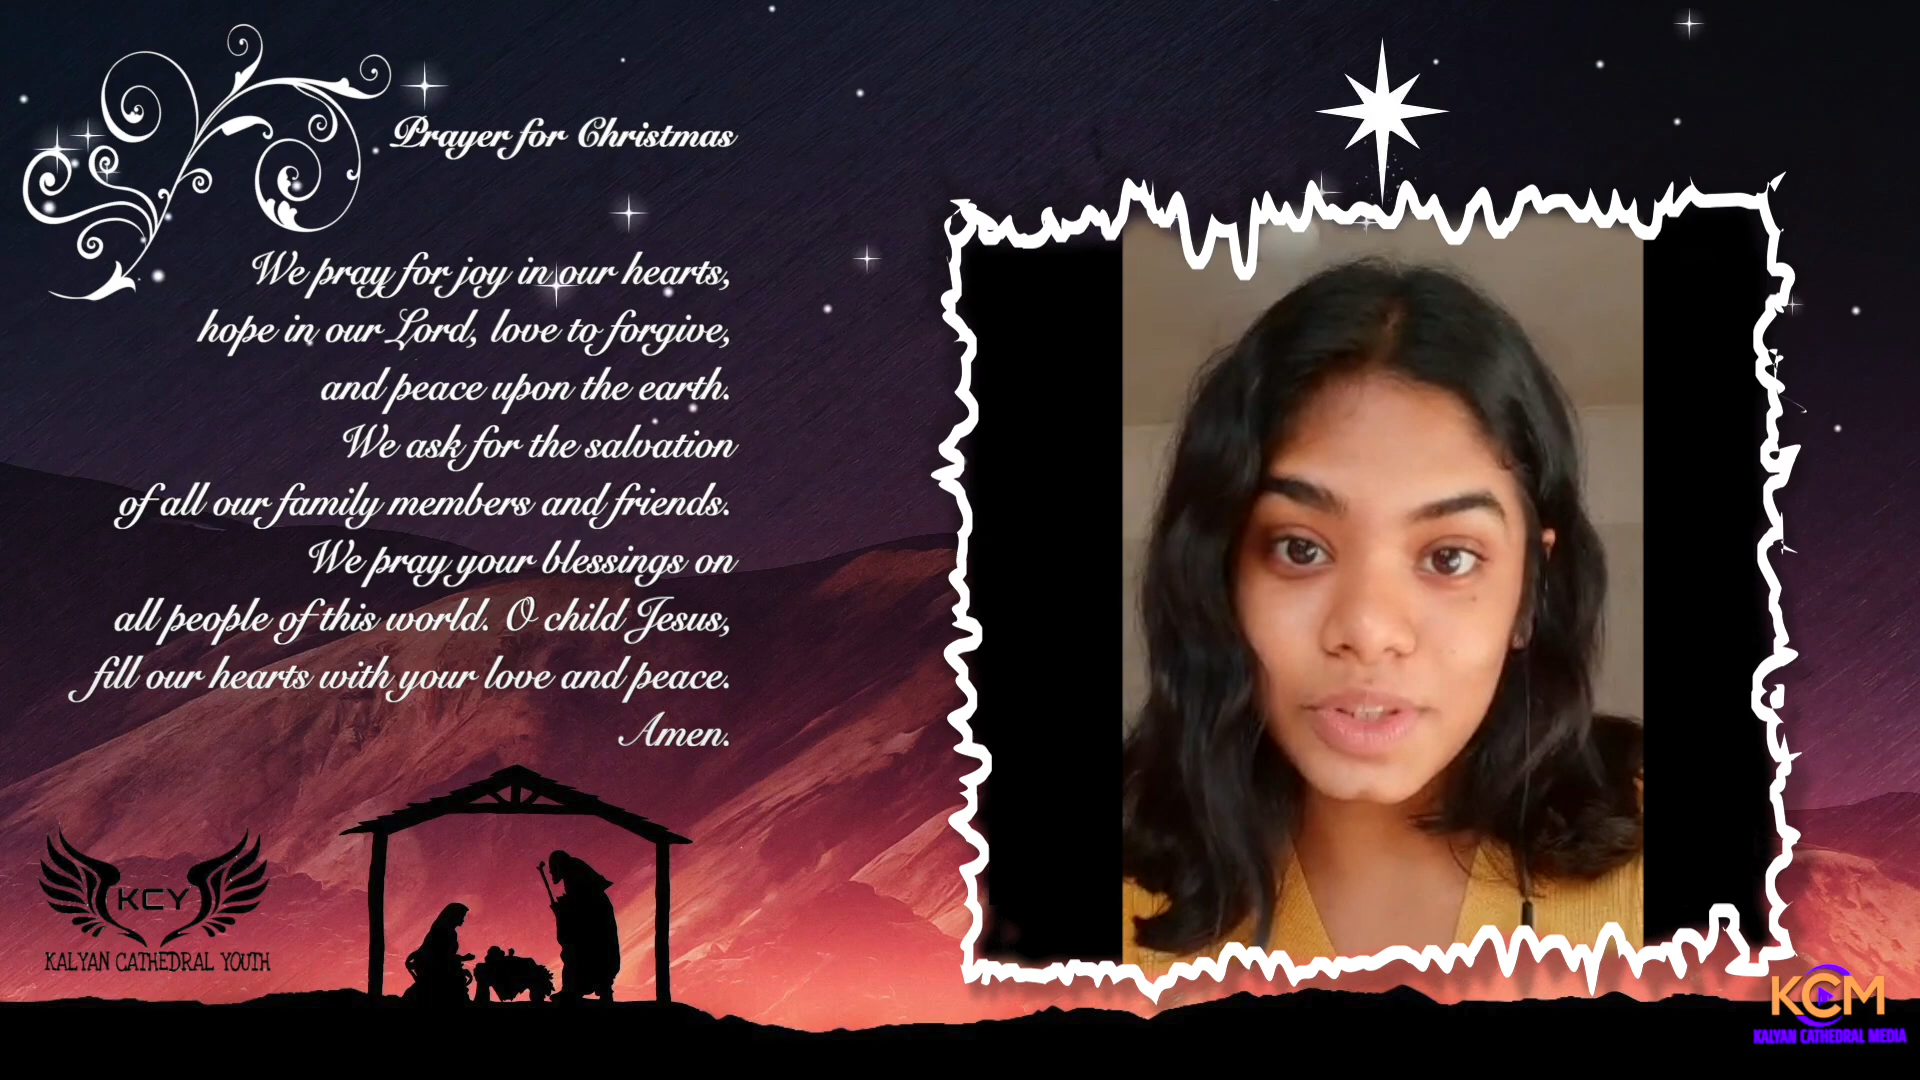 Prayer for Christmas
We pray for joy in our hearts,
hope in our Lord, love to forgive,
and peace upon the earth.
We ask for the salvation
of all our family members and friends.
We pray your blessings on
all people of this world. O child Jesus,
fill our hearts with your love and peace.
Amen.
KCY
KALYAN CATHEDRAL YOUTH
KCM
KALYAN CATHEDRAL MEDIA